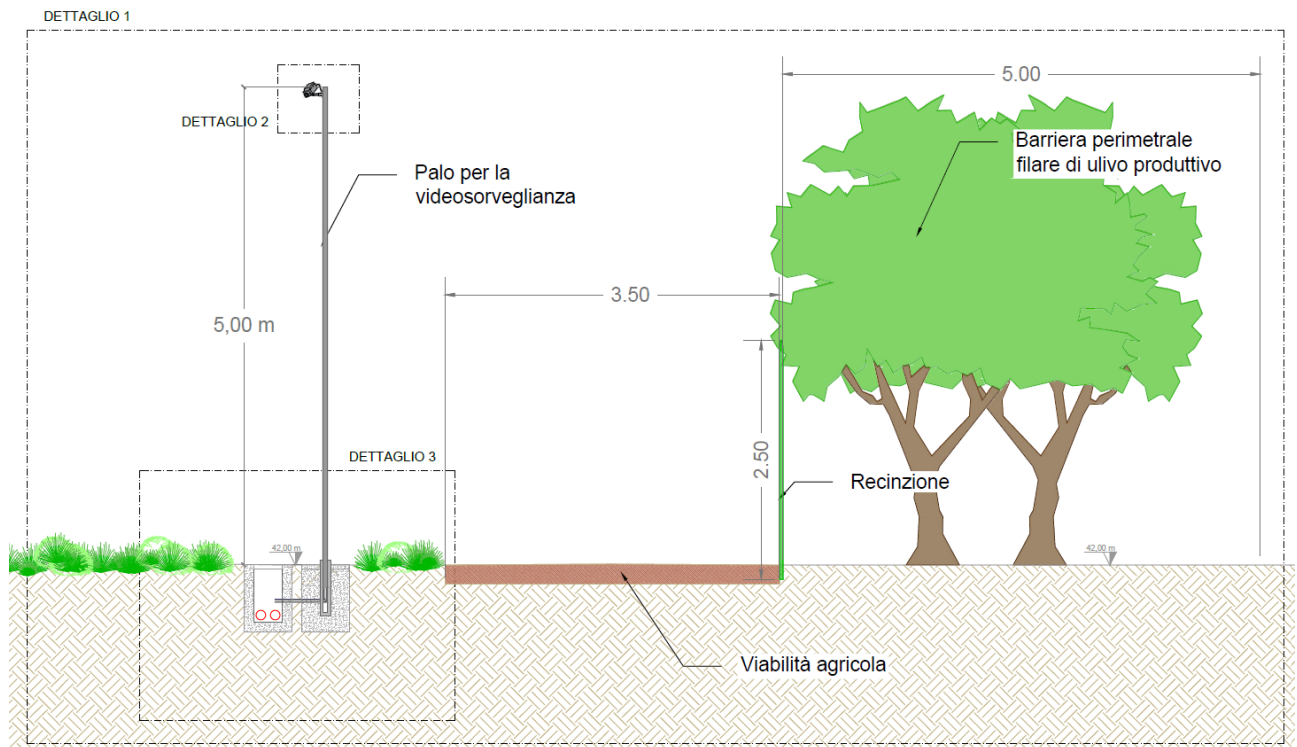 DETTAGLIO 1
5.00
DETTAGLIO 2
Barriera perimetrale
filare di ulivo produttivo
Palo per la
videosorveglianza
3.50
5,00 m
2.50
DETTAGLIO 3
Recinzione
42,00 m
42,00 m
Viabilità agricola